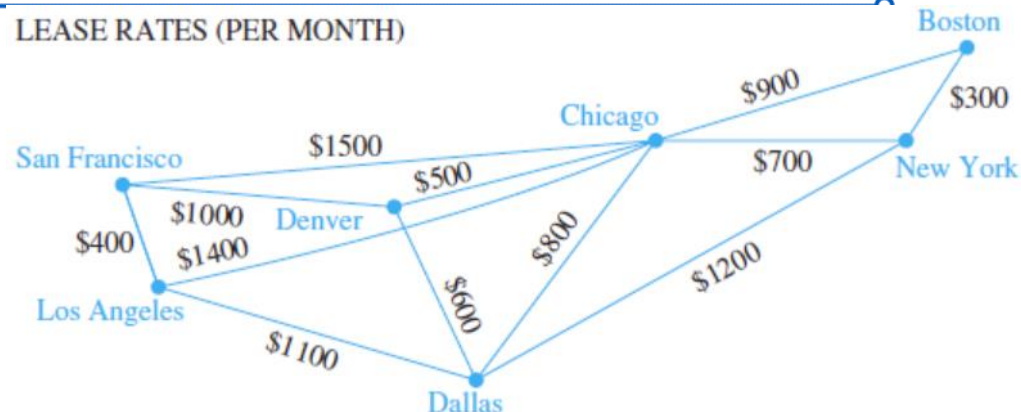 LEASE RATES (PER MONTH)
Boston
$900
$300
Chicago
San Francisco
$1500
$700
New York
$500
$1000
Denver
$400
$1400
$800
$1200
Los Angeles
$600
$1100
Dallas